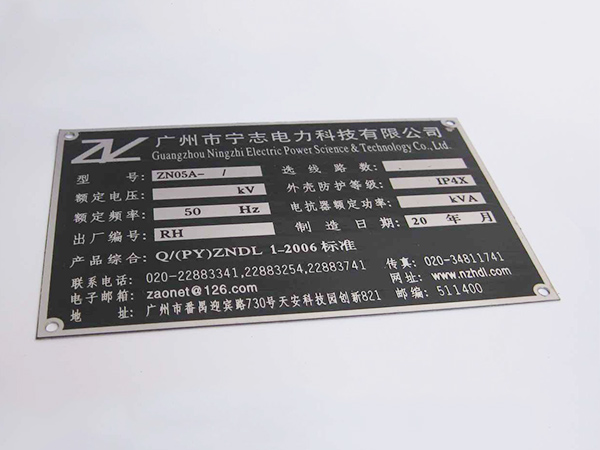 ZN 广州市宁志电力科技有限公司
Guangzhou Ningzhi Electric Power Science & Technology Co., Ltd.
型 号: ZN05A- / 选 线 路 数:
额定电压: kV 外壳防护等级: IP4X
额定频率: 50 Hz 电抗器额定功率: kVA
出厂编号: RH 制 造 日 期: 20 年 月
产品综合: Q/(PY)ZNDL 1-2006 标准
联系电话: 020-22883341,22883254,22883741 传真: 020-34811741
电子邮箱: zaonet@126.com 网址: www.nzhdl.com
地 址: 广州市番禺迎宾路730号天安科技园创新821 邮编: 511400